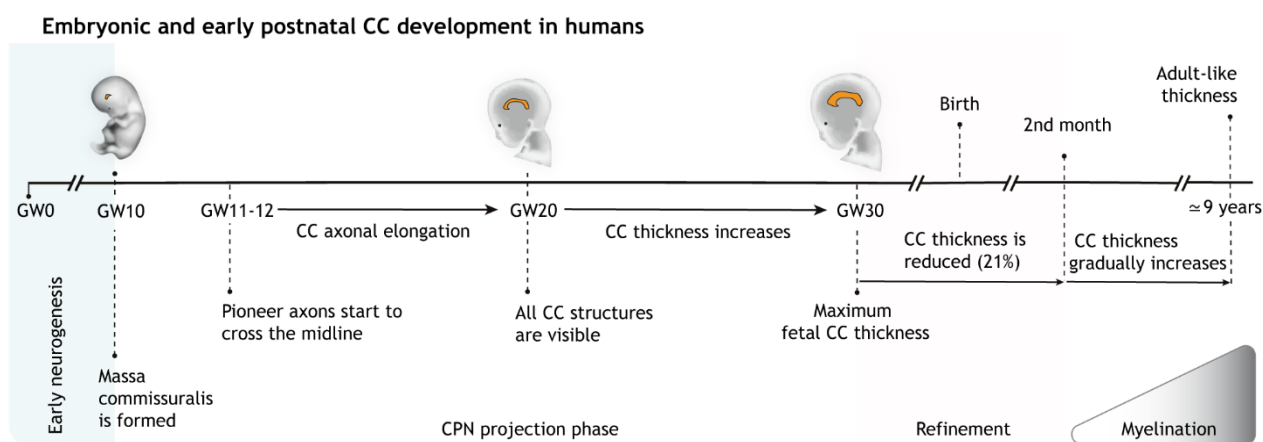 Embryonic and early postnatal CC development in humans
Birth
2nd month
Adult-like
thickness
GW0
GW10
GW11-12
GW20
GW30
≃ 9 years
CC axonal elongation
CC thickness increases
CC thickness is
reduced (21%)
CC thickness
gradually increases
Early neurogenesis
Massa
commissuralis
is formed
Pioneer axons start to
cross the midline
All CC structures
are visible
Maximum
fetal CC thickness
CPN projection phase
Refinement
Myelination